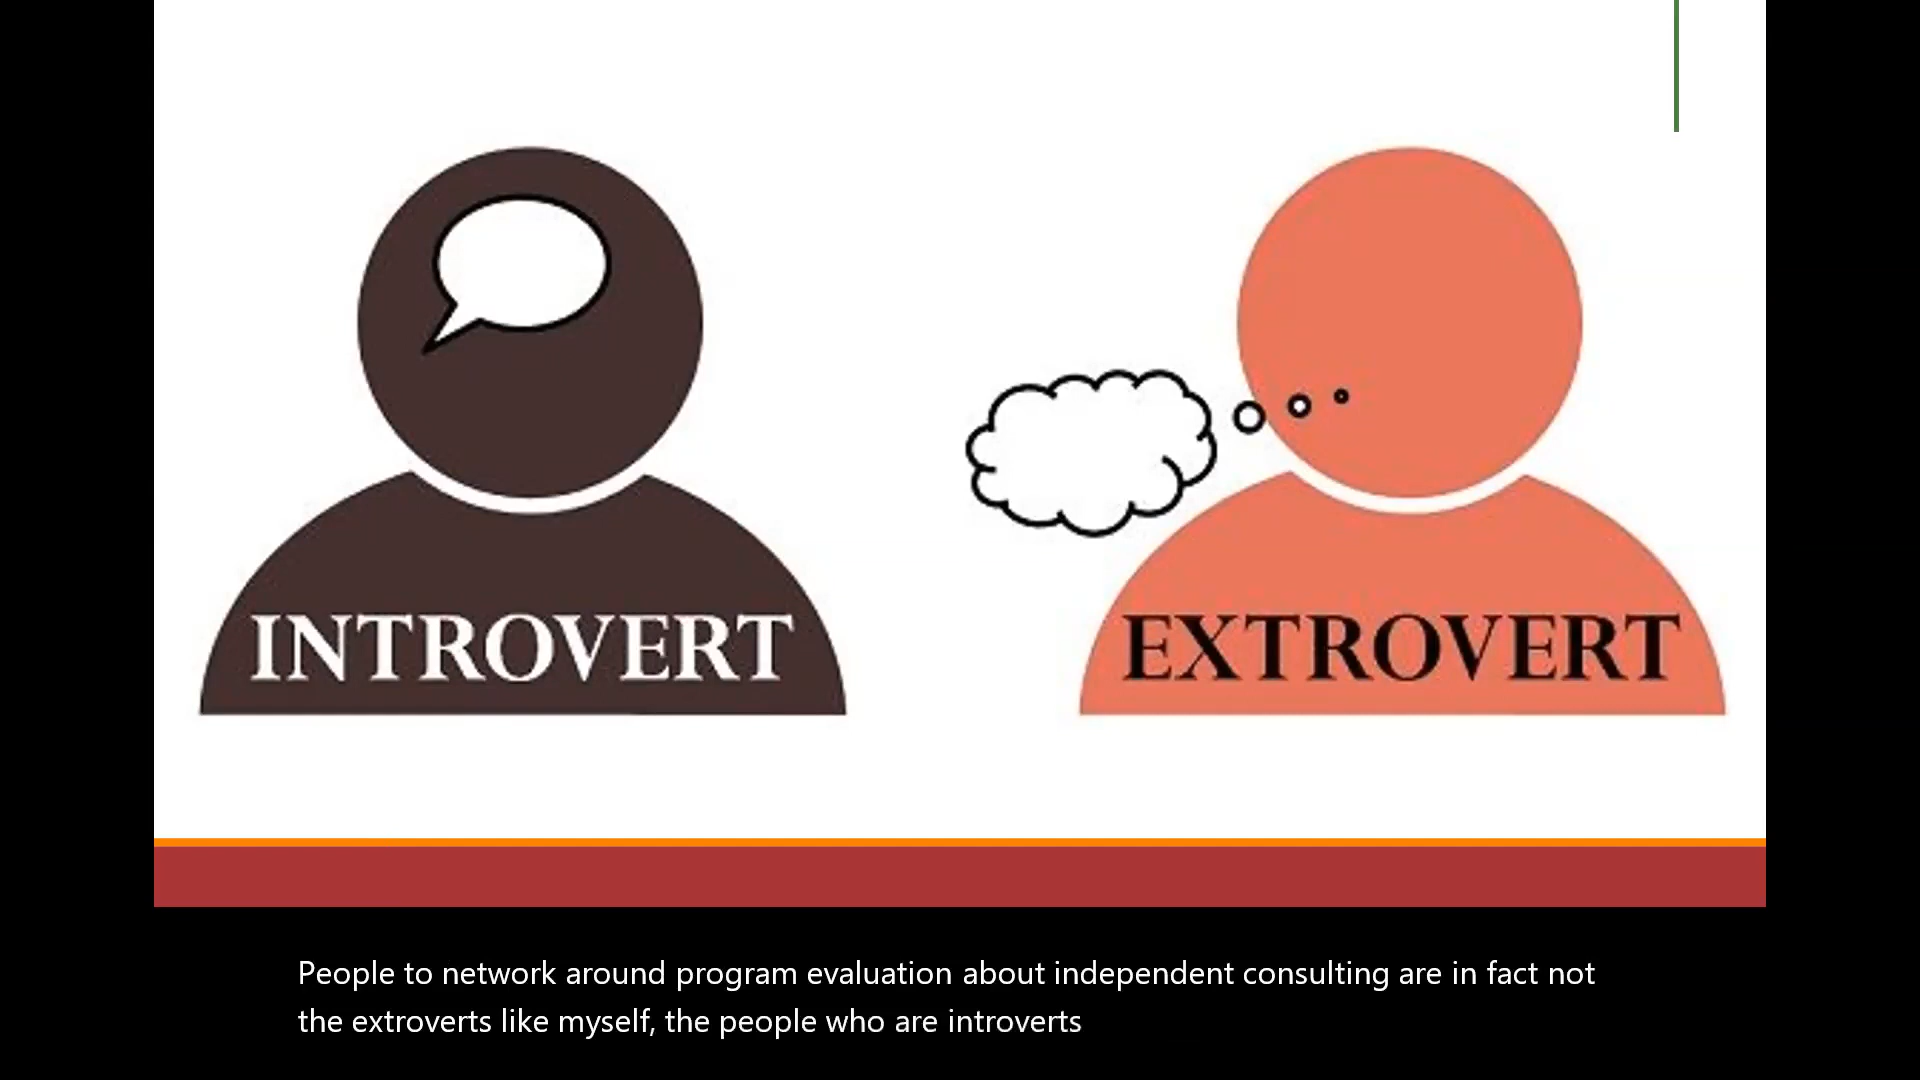 INTROVERT
EXTROVERT
People to network around program evaluation about independent consulting are in fact not
the extroverts like myself, the people who are introverts